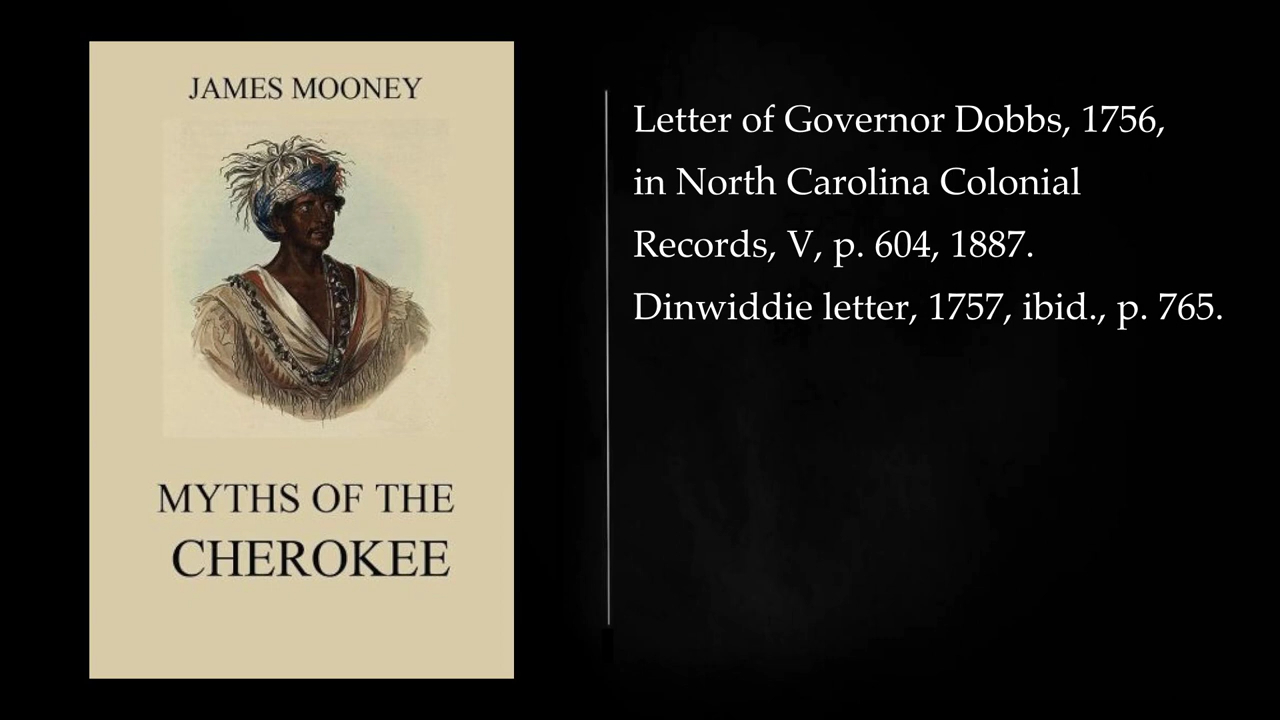 JAMES MOONEY
MYTHS OF THE
CHEROKEE
Letter of Governor Dobbs, 1756,
in North Carolina Colonial
Records, V, p. 604, 1887.
Dinwiddie letter, 1757, ibid., p. 765.